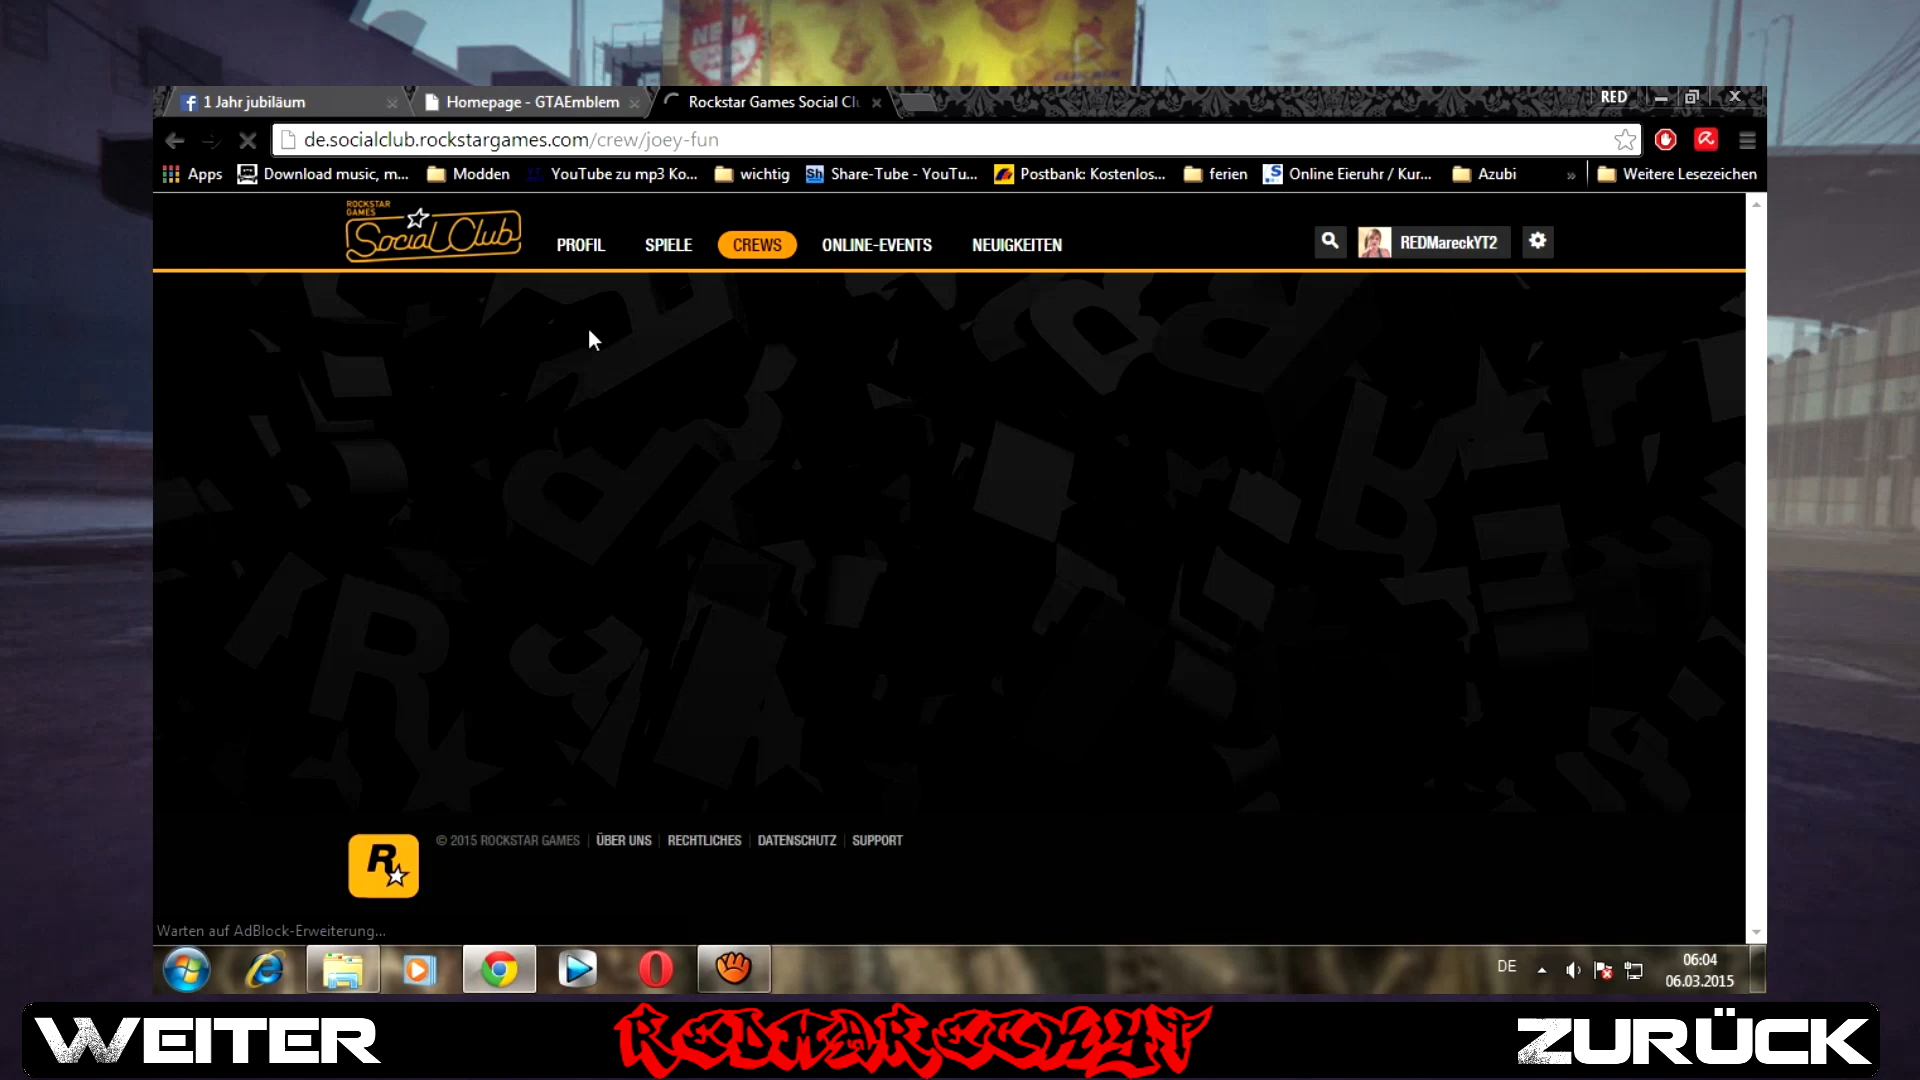 NEW
1 Jahr jubiläum
Homepage - GTAEmblem
Rockstar Games Social Cl
RED
de.socialclub.rockstargames.com/crew/joey-fun
Apps
Download music, m...
Modden
YouTube zu mp3 Ko...
wichtig
Sh
Share-Tube - YouTu...
Postbank: Kostenlos...
ferien
Online Eieruhr / Kur...
Azubi
»
Weitere Lesezeichen
ROCKSTAR
GAMES
Social Club
PROFIL
SPIELE
CREWS
ONLINE-EVENTS
NEUIGKEITEN
REDMareckYT2
R
© 2015 ROCKSTAR GAMES | ÜBER UNS | RECHTLICHES | DATENSCHUTZ | SUPPORT
Warten auf AdBlock-Erweiterung...
DE
06:04
06.03.2015
WEITER
REDMARECKYT
ZURÜCK